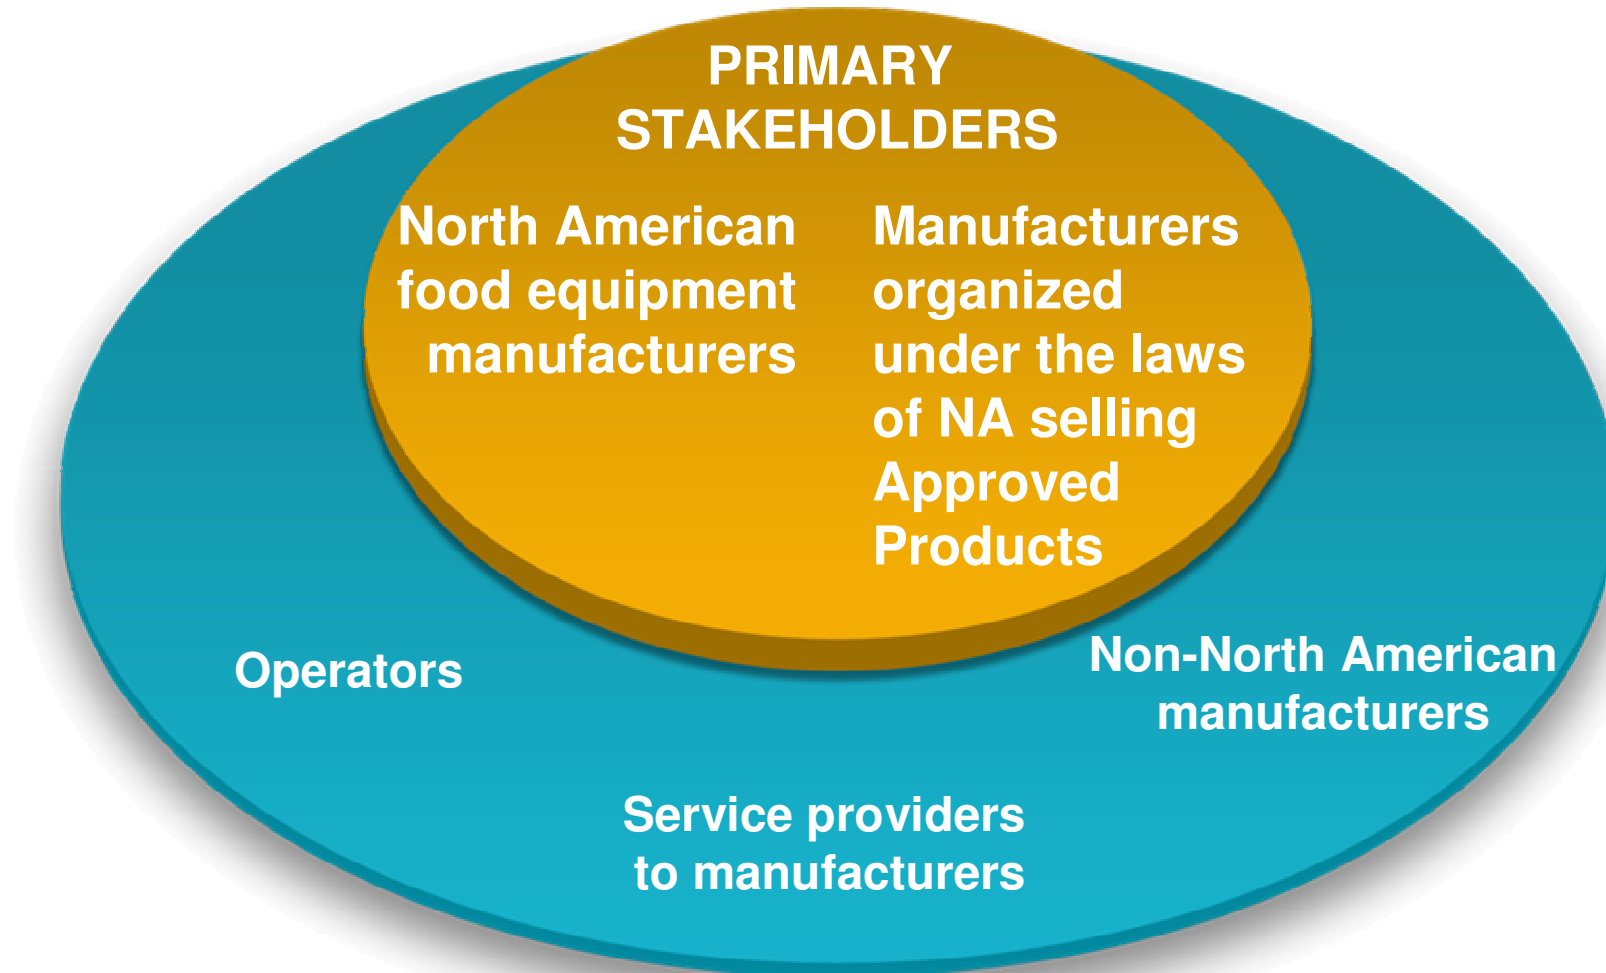 PRIMARY
STAKEHOLDERS
North American
food equipment
manufacturers
Manufacturers
organized
under the laws
of NA selling
Approved
Products
Operators
Non-North American
manufacturers
Service providers
to manufacturers